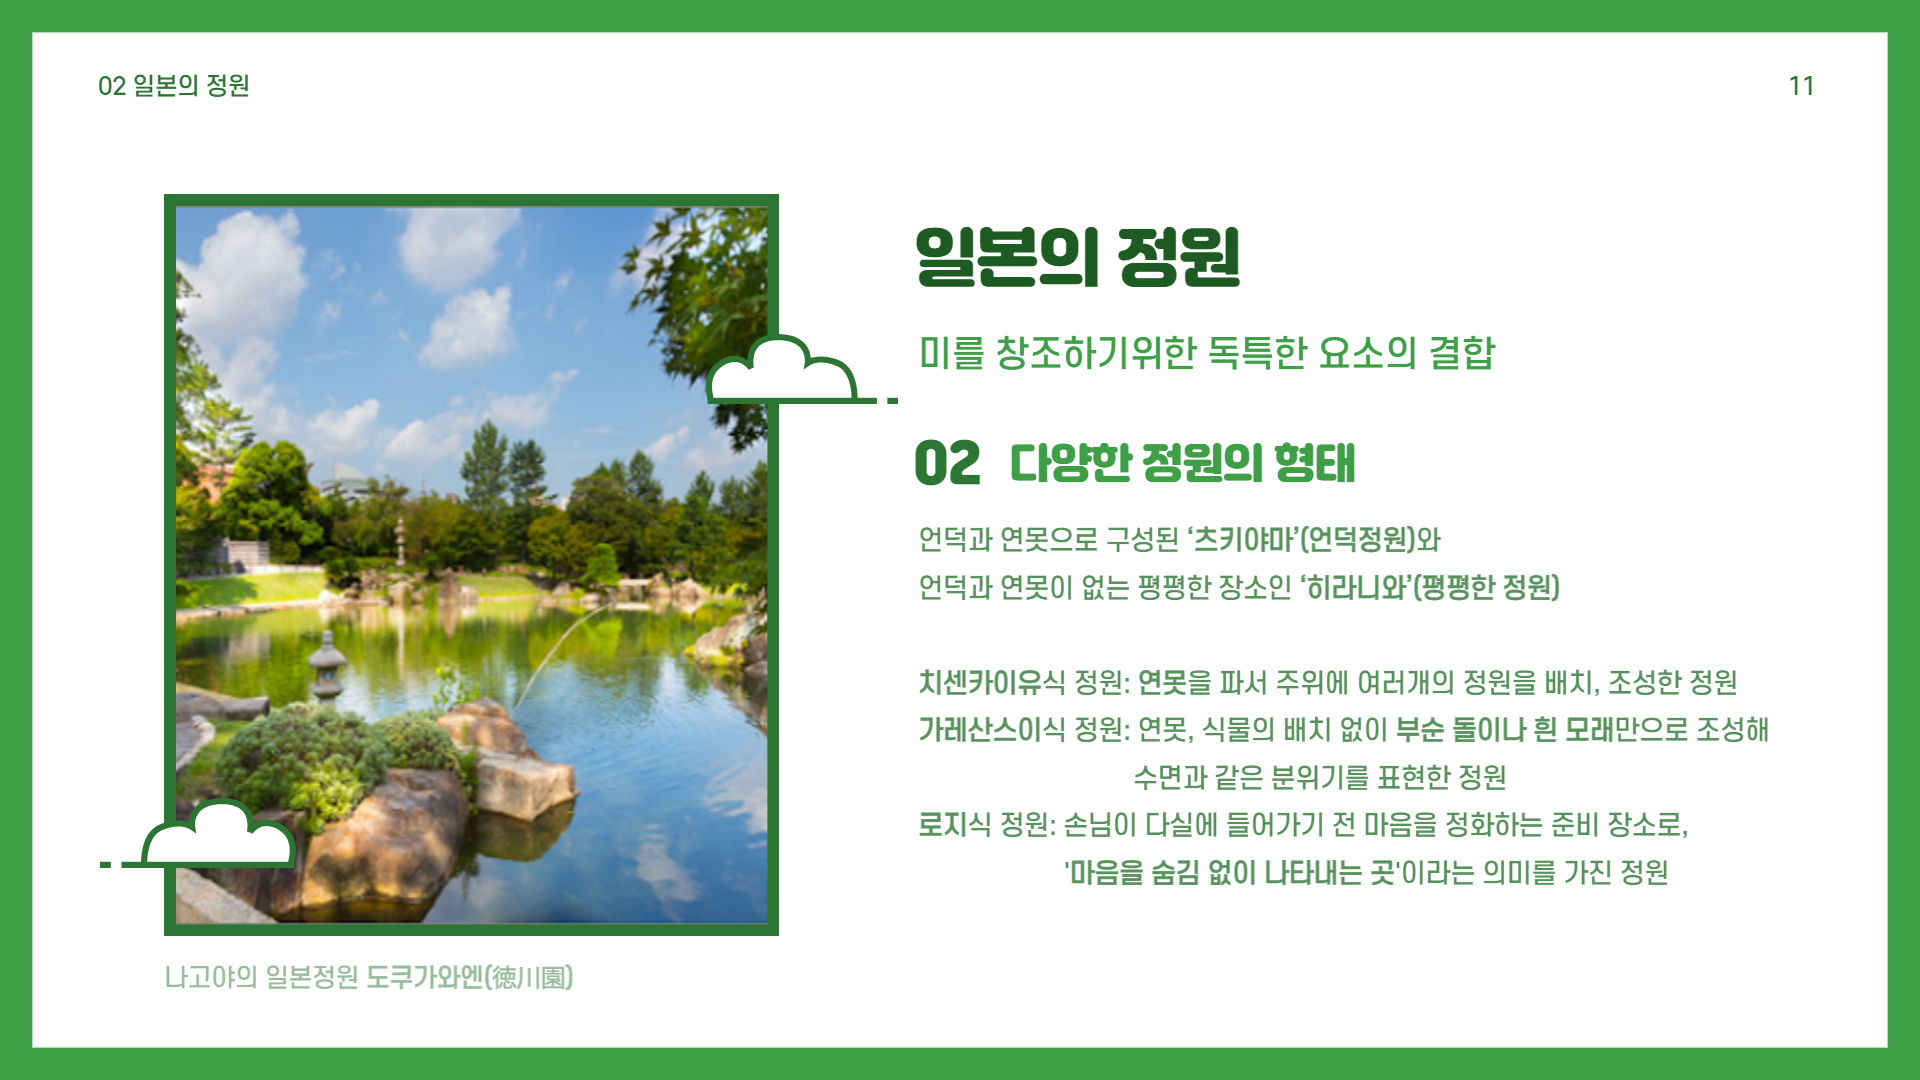 02 일본의 정원
11
일본의 정원
미를 창조하기위한 독특한 요소의 결합
02 다양한 정원의 형태
언덕과 연못으로 구성된 ‘츠키야마’(언덕정원)와
언덕과 연못이 없는 평평한 장소인 ‘히라니와’(평평한 정원)
치센카이유식 정원: 연못을 파서 주위에 여러개의 정원을 배치, 조성한 정원
가레산스이식 정원: 연못, 식물의 배치 없이 부순 돌이나 흰 모래만으로 조성해
수면과 같은 분위기를 표현한 정원
로지식 정원: 손님이 다실에 들어가기 전 마음을 정화하는 준비 장소로,
'마음을 숨김 없이 나타내는 곳'이라는 의미를 가진 정원
나고야의 일본정원 도쿠가와엔(徳川園)